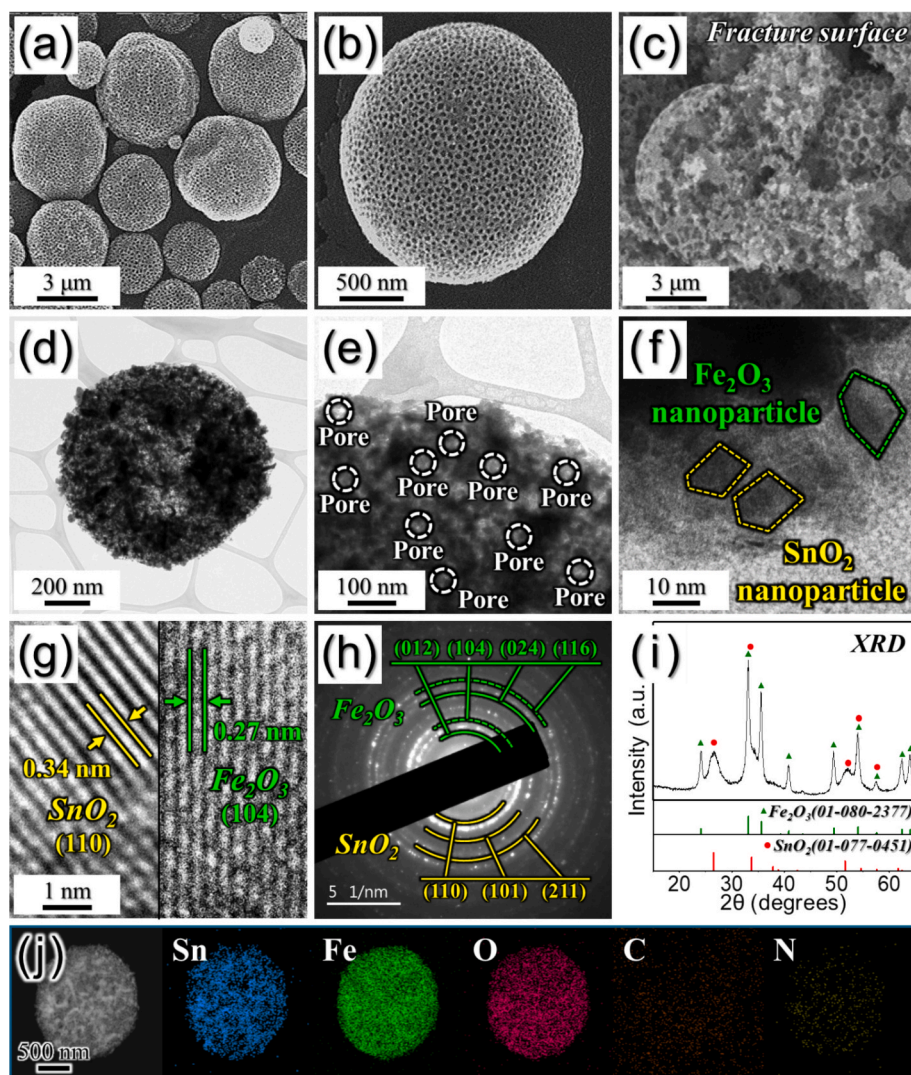 (a)
3 μm
(b)
500 nm
(c)
Fracture surface
3 μm
(d)
200 nm
(e)
Pore
Pore
Pore
Pore
Pore
Pore
Pore
Pore
Pore
Pore
100 nm
(f)
Fe₂O₃
nanoparticle
SnO₂
nanoparticle
10 nm
(g)
0.34 nm
SnO₂
(110)
0.27 nm
Fe₂O₃
(104)
1 nm
(h)
(012) (104) (024) (116)
Fe₂O₃
SnO₂
(110) (101) (211)
5 1/nm
(i)
XRD
Intensity (a.u.)
Fe₂O₃(01-080-2377)
SnO₂(01-077-0451)
20 30 40 50 60
2θ (degrees)
(j)
500 nm
Sn
Fe
O
C
N